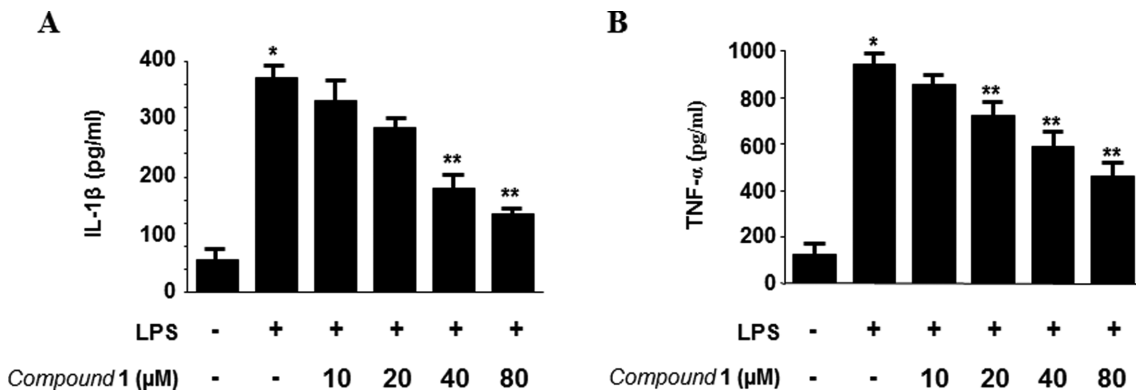 A
IL-1β (pg/ml)
400
300
200
100
0
*
**
**
LPS - + + + + +
Compound 1 (µM) - - 10 20 40 80
B
TNF-α (pg/ml)
1000
800
600
400
200
0
*
**
**
**
LPS - + + + + +
Compound 1 (µM) - - 10 20 40 80